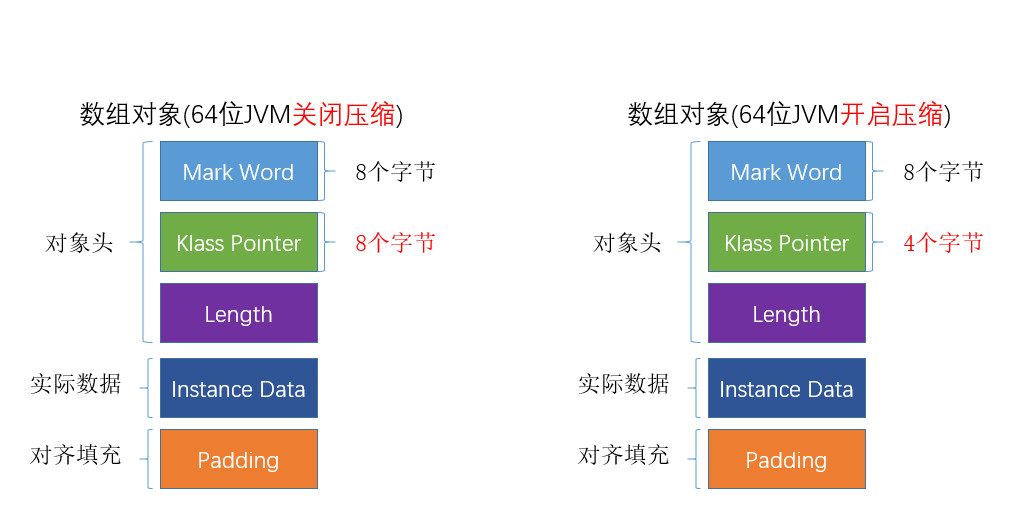 数组对象(64位JVM关闭压缩)
Mark Word
8个字节
对象头
Klass Pointer
8个字节
Length
实际数据
Instance Data
对齐填充
Padding
数组对象(64位JVM开启压缩)
Mark Word
8个字节
对象头
Klass Pointer
4个字节
Length
实际数据
Instance Data
对齐填充
Padding